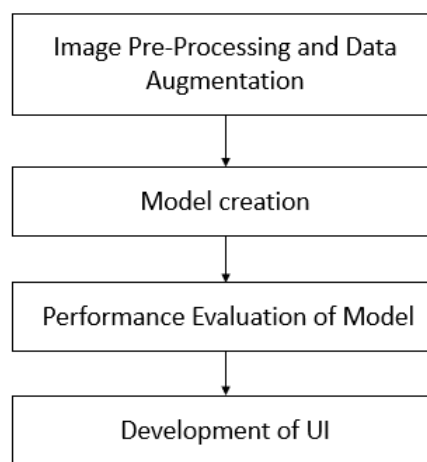 Image Pre-Processing and Data
Augmentation
Model creation
Performance Evaluation of Model
Development of UI